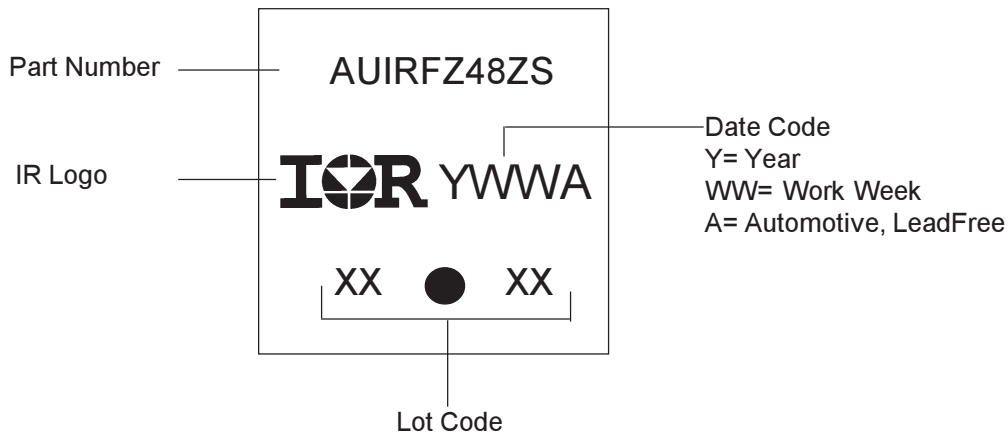 Part Number
AUIRFZ48ZS
IR Logo
IOR YWWA
Date Code
Y= Year
WW= Work Week
A= Automotive, LeadFree
XX ● XX
Lot Code